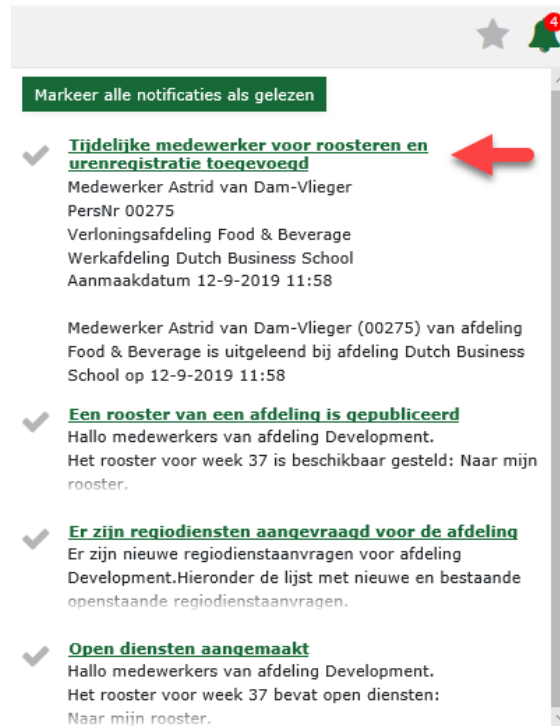 4
Markeer alle notificaties als gelezen
Tijdelijke medewerker voor roosteren en
urenregistratie toegevoegd
Medewerker Astrid van Dam-Vlieger
PersNr 00275
Verloningsafdeling Food & Beverage
Werkafdeling Dutch Business School
Aanmaakdatum 12-9-2019 11:58
Medewerker Astrid van Dam-Vlieger (00275) van afdeling
Food & Beverage is uitgeleend bij afdeling Dutch Business
School op 12-9-2019 11:58
Een rooster van een afdeling is gepubliceerd
Hallo medewerkers van afdeling Development.
Het rooster voor week 37 is beschikbaar gesteld: Naar mijn
rooster.
Er zijn regiodiensten aangevraagd voor de afdeling
Er zijn nieuwe regiodienstaanvragen voor afdeling
Development.Hieronder de lijst met nieuwe en bestaande
openstaande regiodienstaanvragen.
Open diensten aangemaakt
Hallo medewerkers van afdeling Development.
Het rooster voor week 37 bevat open diensten:
Naar mijn rooster.